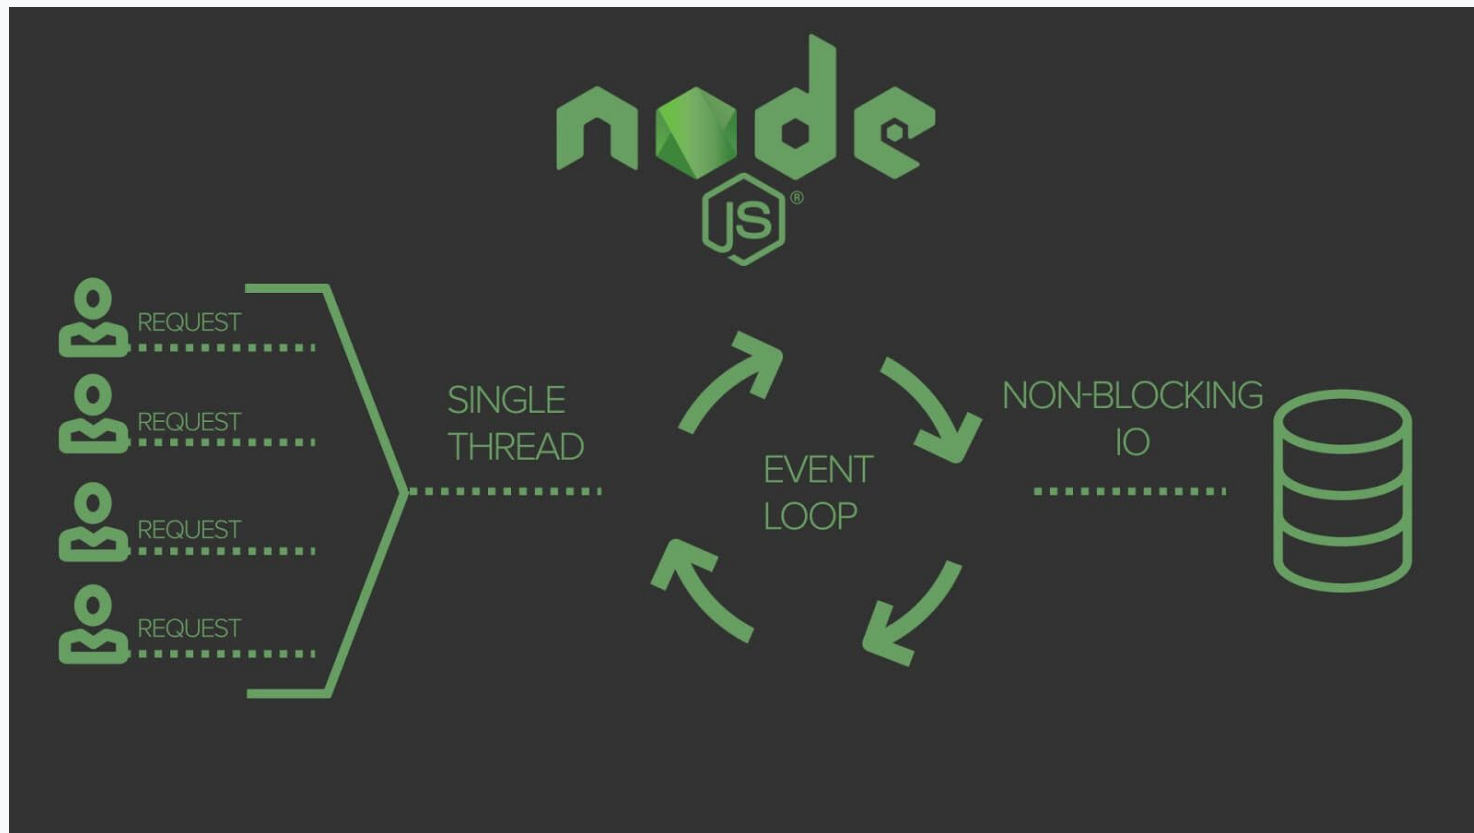 node
JS®
REQUEST
REQUEST
REQUEST
REQUEST
SINGLE
THREAD
EVENT
LOOP
NON-BLOCKING
IO